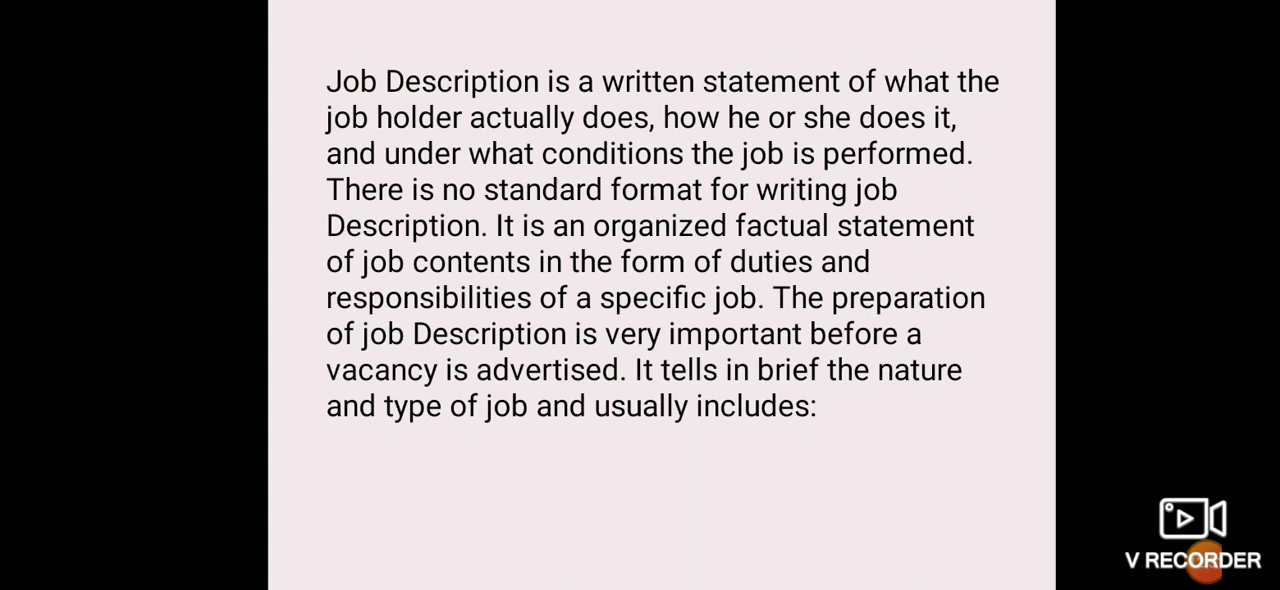 Job Description is a written statement of what the
job holder actually does, how he or she does it,
and under what conditions the job is performed.
There is no standard format for writing job
Description. It is an organized factual statement
of job contents in the form of duties and
responsibilities of a specific job. The preparation
of job Description is very important before a
vacancy is advertised. It tells in brief the nature
and type of job and usually includes:
V RECORDER